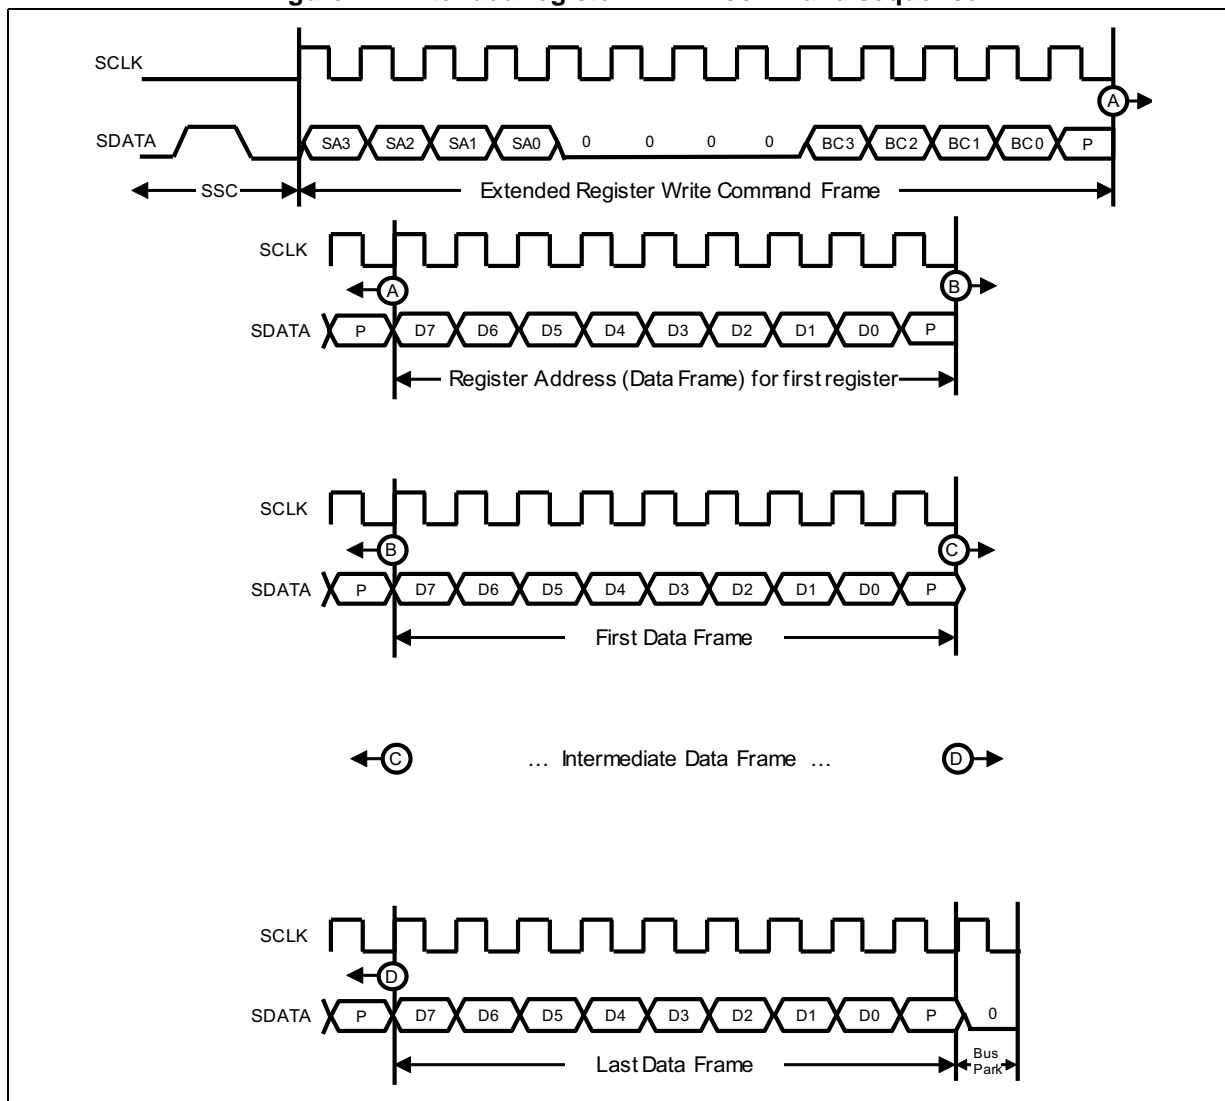 SCLK
A
SDATA SA3 SA2 SA1 SA0 0 0 0 0 BC3 BC2 BC1 BC0 P
SSC Extended Register Write Command Frame
SCLK
A B
SDATA P D7 D6 D5 D4 D3 D2 D1 D0 P
Register Address (Data Frame) for first register
SCLK
B C
SDATA P D7 D6 D5 D4 D3 D2 D1 D0 P
First Data Frame
C ... Intermediate Data Frame ... D
SCLK
D
SDATA P D7 D6 D5 D4 D3 D2 D1 D0 P 0
Last Data Frame
Bus
Park